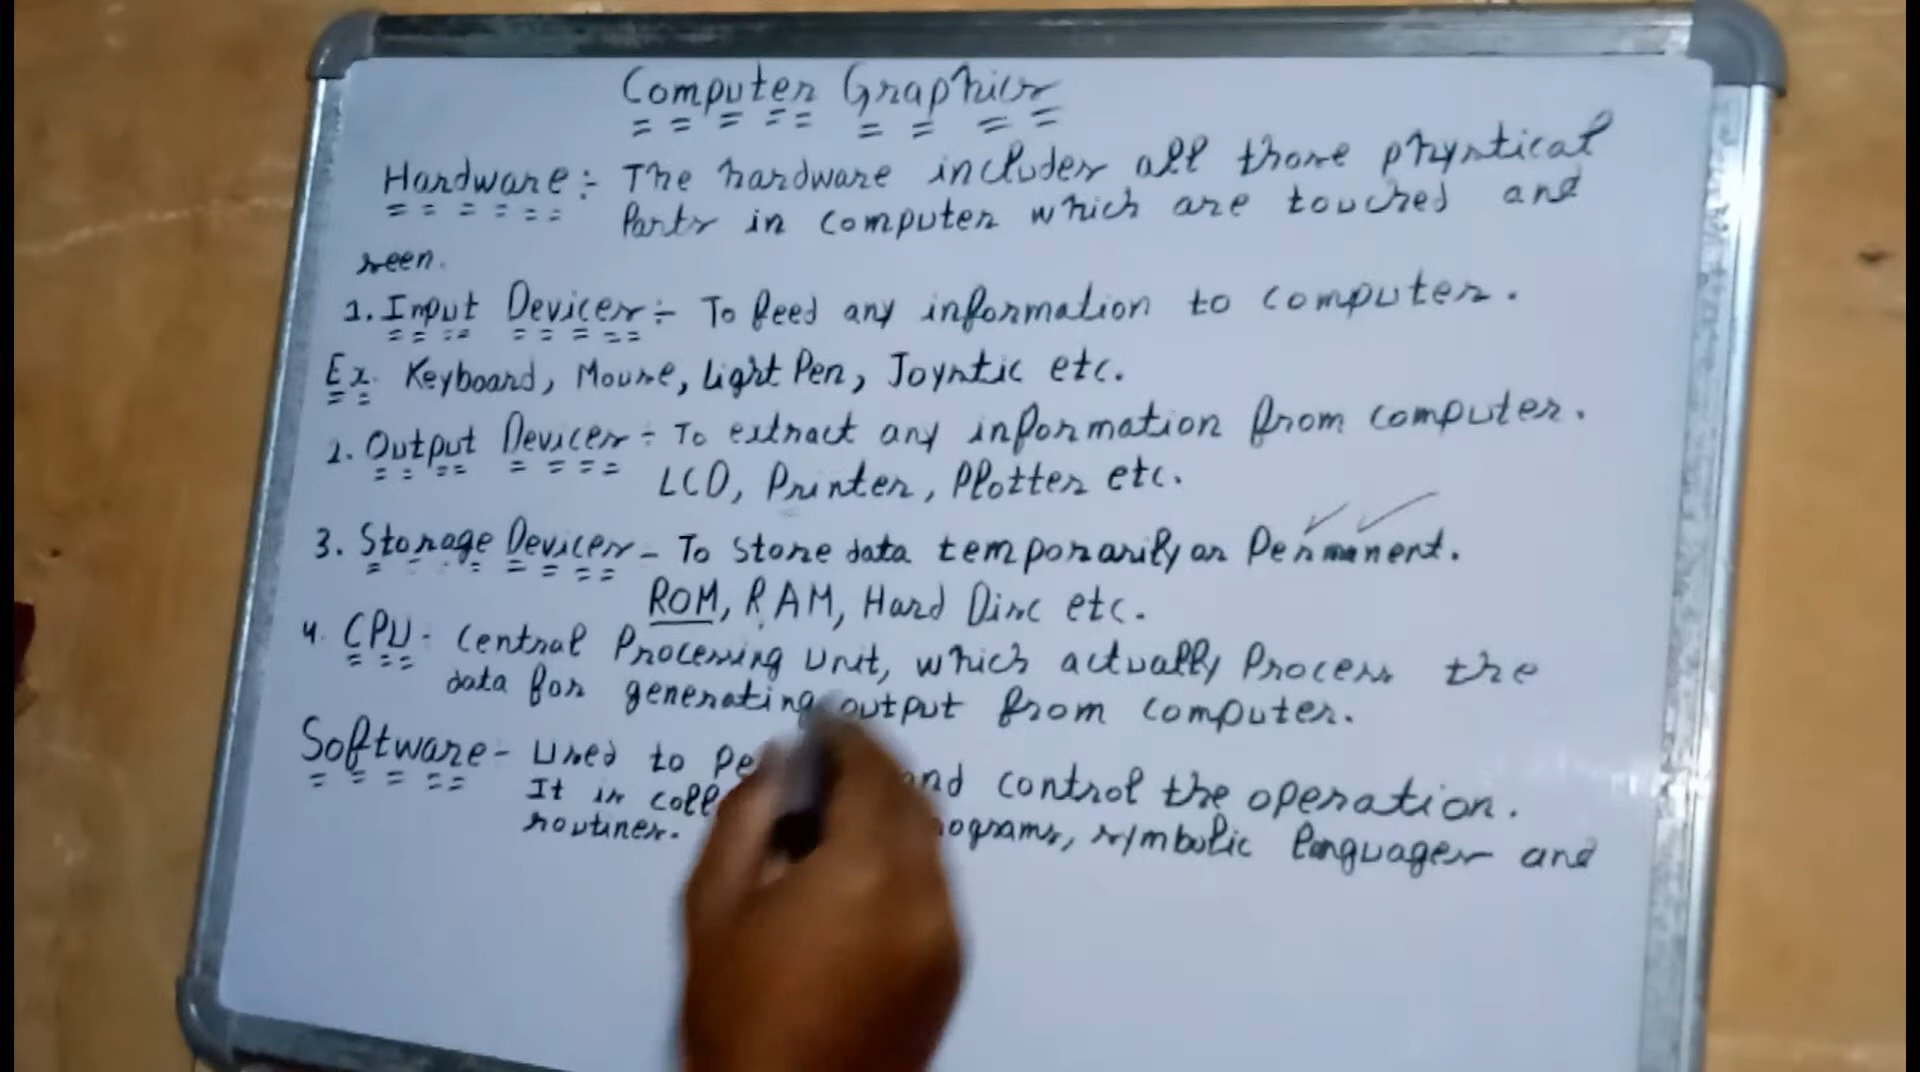 Computer Graphics
Hardware :- The hardware includes all those phystical
Parts in computer which are touched and
seen.
1. Input Devices :- To feed any information to computer.
Ex. Keyboard, Mouse, Light Pen, Joystic etc.
2. Output Devices :- To extract any information from computer.
LCD, Printer, Plotter etc.
3. Storage Devices - To store data temporarily or Permanent.
ROM, RAM, Hard Disc etc.
4. CPU - Central Processing Unit, which actually Process the
data for generating output from computer.
Software - Used to and control the operation.
It is symbolic languages and
routines.